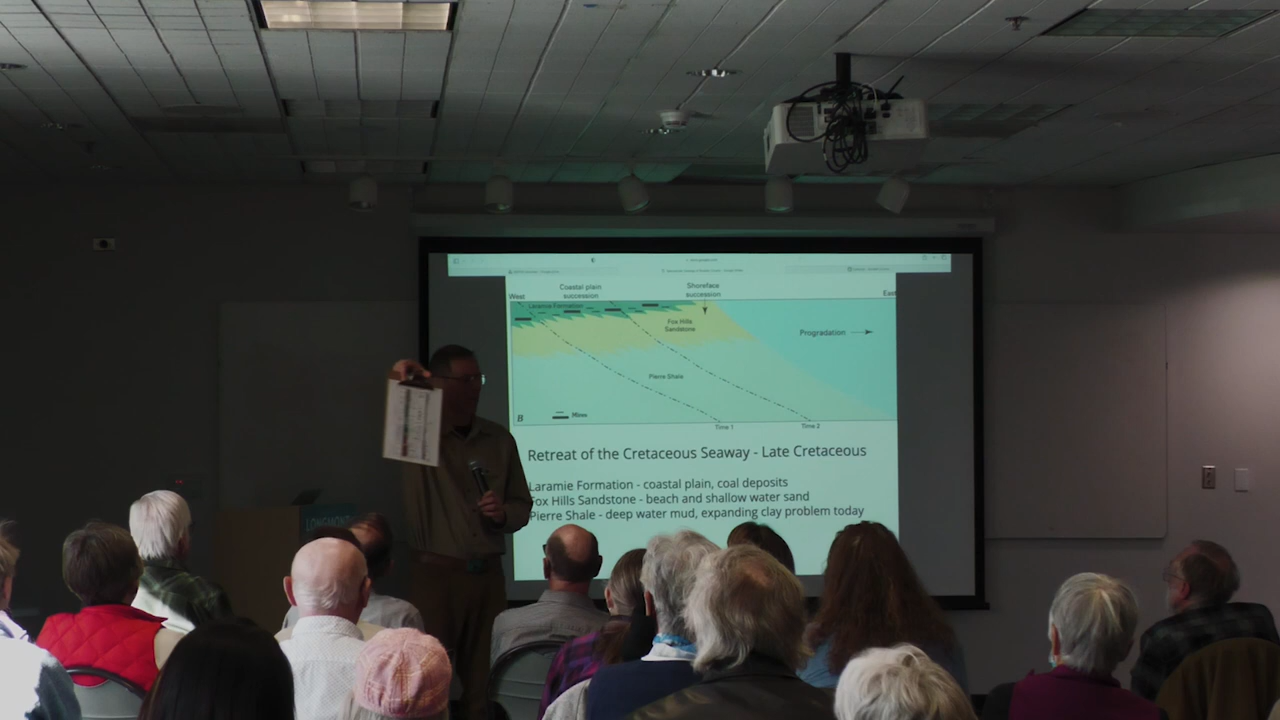 Coastal plain
succession
Shoreface
succession
West
East
Laramie Formation
Fox Hills
Sandstone
Progradation
Pierre Shale
B
Mines
Time 1
Time 2
Retreat of the Cretaceous Seaway - Late Cretaceous
Laramie Formation - coastal plain, coal deposits
Fox Hills Sandstone - beach and shallow water sand
Pierre Shale - deep water mud, expanding clay problem today
LONGMONT